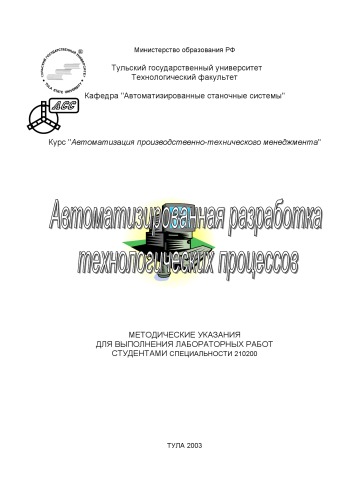 Министерство образования РФ
Тульский государственный университет
Технологический факультет
Кафедра "Автоматизированные станочные системы"
АСС
Курс "Автоматизация производственно-технического менеджмента"
Автоматизированная разработка
технологических процессов
МЕТОДИЧЕСКИЕ УКАЗАНИЯ
ДЛЯ ВЫПОЛНЕНИЯ ЛАБОРАТОРНЫХ РАБОТ
СТУДЕНТАМИ СПЕЦИАЛЬНОСТИ 210200
ТУЛА 2003